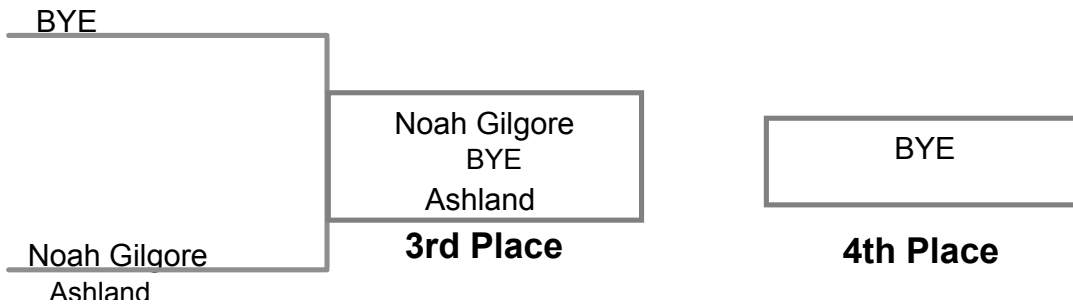 BYE
Noah Gilgore
BYE
Ashland
3rd Place
BYE
4th Place
Noah Gilgore
Ashland